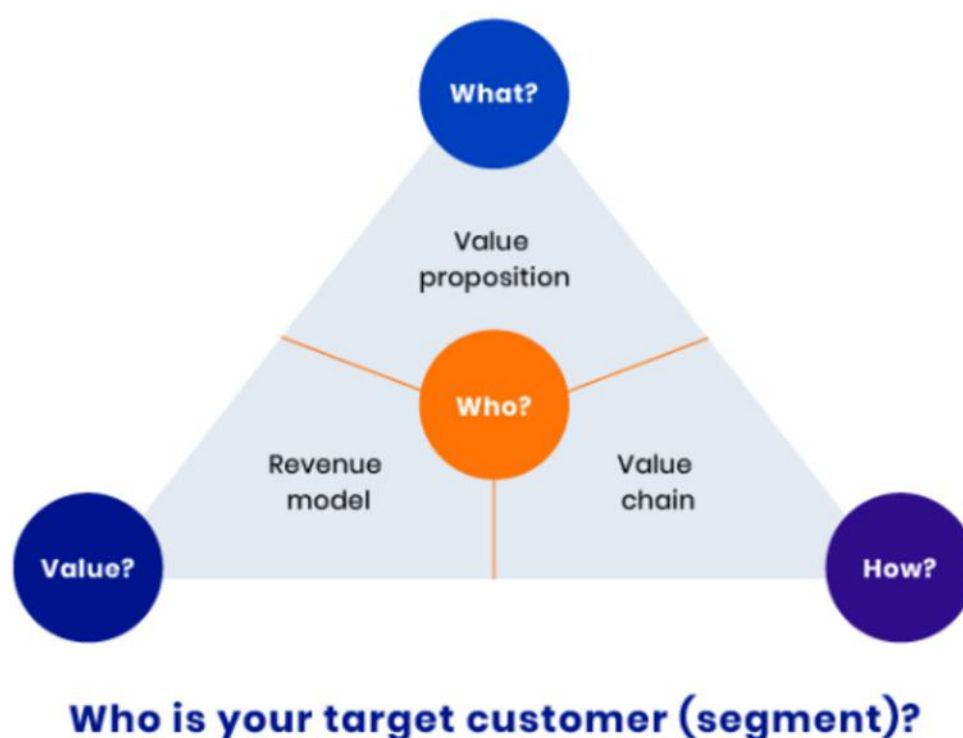 What?
Value
proposition
Who?
Revenue
model
Value
chain
Value?
How?
Who is your target customer (segment)?